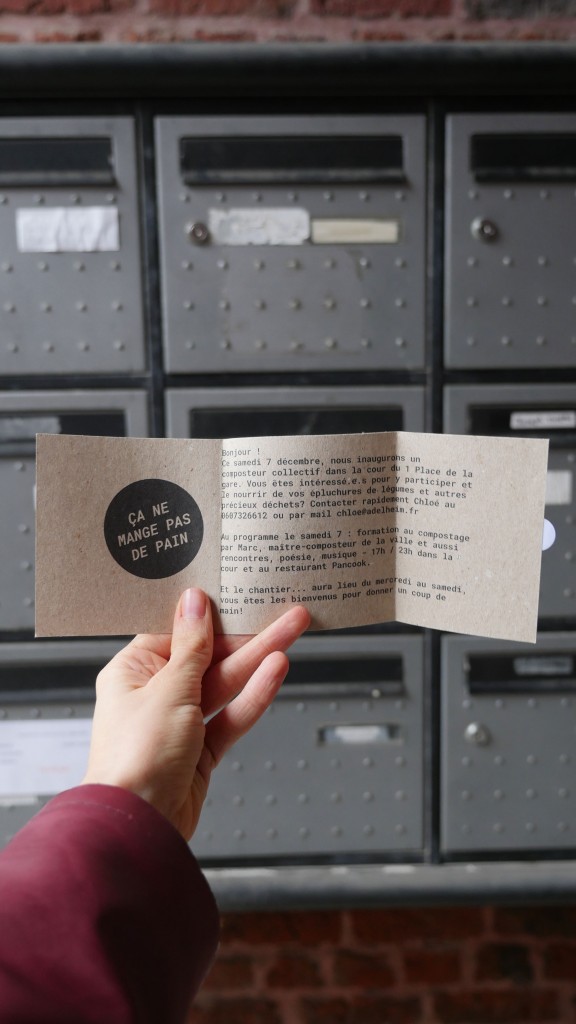 ÇA NE
MANGE PAS
DE PAIN
Bonjour !
Ce samedi 7 décembre, nous inaugurons un
composteur collectif dans la cour du 1 Place de la
gare. Vous êtes intéressé.e.s pour y participer et
le nourrir de vos épluchures de légumes et autres
précieux déchets? Contacter rapidement Chloé au
0607326612 ou par mail chloe@adelheim.fr
Au programme le samedi 7 : formation au compostage
par Marc, maître-composteur de la ville et aussi
rencontres, poésie, musique - 17h / 23h dans la
cour et au restaurant Pancook.
Et le chantier... aura lieu du mercredi au samedi,
vous êtes les bienvenus pour donner un coup de
main!